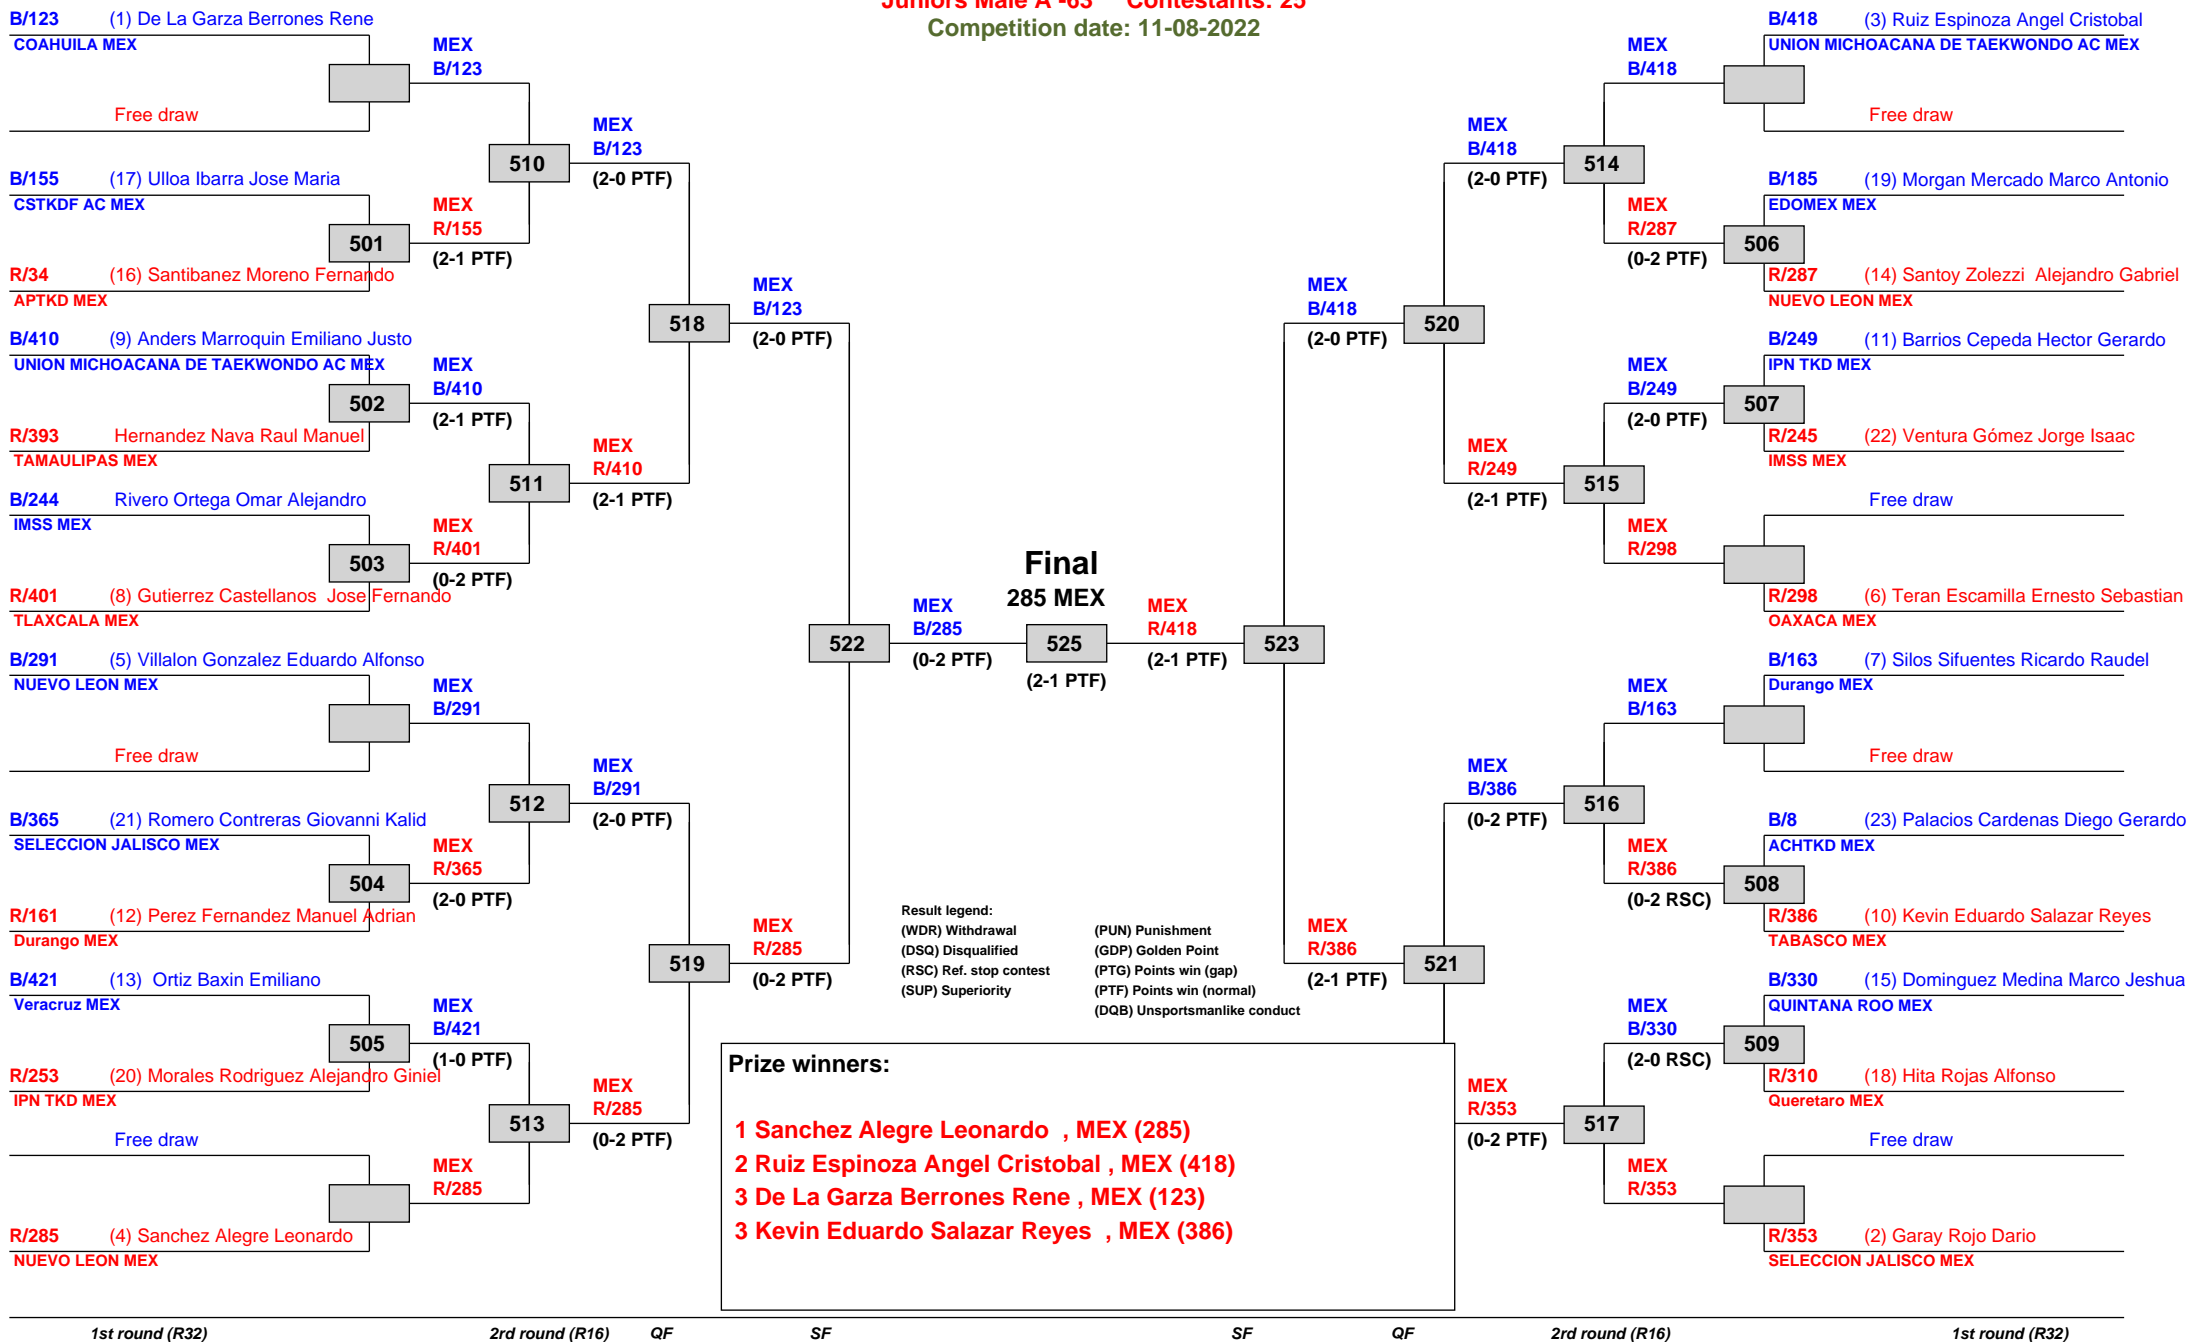 Juniors Male A -63 Contestants: 25
Competition date: 11-08-2022
B/123 (1) De La Garza Berrones Rene
COAHUILA MEX
Free draw
B/155 (17) Ulloa Ibarra Jose Maria
CSTKDF AC MEX
R/34 (16) Santibanez Moreno Fernando
APTKD MEX
B/410 (9) Anders Marroquin Emiliano Justo
UNION MICHOACANA DE TAEKWONDO AC MEX
R/393 Hernandez Nava Raul Manuel
TAMAULIPAS MEX
B/244 Rivero Ortega Omar Alejandro
IMSS MEX
R/401 (8) Gutierrez Castellanos Jose Fernando
TLAXCALA MEX
B/291 (5) Villalon Gonzalez Eduardo Alfonso
NUEVO LEON MEX
Free draw
B/365 (21) Romero Contreras Giovanni Kalid
SELECCION JALISCO MEX
R/161 (12) Perez Fernandez Manuel Adrian
Durango MEX
B/421 (13) Ortiz Baxin Emiliano
Veracruz MEX
R/253 (20) Morales Rodriguez Alejandro Giniel
IPN TKD MEX
Free draw
R/285 (4) Sanchez Alegre Leonardo
NUEVO LEON MEX
501
502
503
504
505
MEX
B/123
MEX
R/155
(2-1 PTF)
MEX
B/410
(2-1 PTF)
MEX
R/401
(0-2 PTF)
MEX
B/291
MEX
R/365
(2-0 PTF)
MEX
B/421
(1-0 PTF)
MEX
R/285
510
511
512
513
MEX
B/123
(2-0 PTF)
MEX
R/410
(2-1 PTF)
MEX
B/291
(2-0 PTF)
MEX
R/285
(0-2 PTF)
518
519
MEX
B/123
(2-0 PTF)
MEX
R/285
(0-2 PTF)
522
MEX
B/285
(0-2 PTF)
Final
285 MEX
525
(2-1 PTF)
MEX
R/418
(2-1 PTF)
523
MEX
B/418
(2-0 PTF)
MEX
R/386
(2-1 PTF)
520
521
MEX
B/418
(2-0 PTF)
MEX
R/249
(2-1 PTF)
MEX
B/386
(0-2 PTF)
MEX
R/353
(0-2 PTF)
514
515
516
517
MEX
B/418
MEX
R/287
(0-2 PTF)
MEX
B/249
(2-0 PTF)
MEX
R/298
MEX
B/163
MEX
R/386
(0-2 RSC)
MEX
B/330
(2-0 RSC)
MEX
R/353
506
507
508
509
B/418 (3) Ruiz Espinoza Angel Cristobal
UNION MICHOACANA DE TAEKWONDO AC MEX
Free draw
B/185 (19) Morgan Mercado Marco Antonio
EDOMEX MEX
R/287 (14) Santoy Zolezzi Alejandro Gabriel
NUEVO LEON MEX
B/249 (11) Barrios Cepeda Hector Gerardo
IPN TKD MEX
R/245 (22) Ventura Gómez Jorge Isaac
IMSS MEX
Free draw
R/298 (6) Teran Escamilla Ernesto Sebastian
OAXACA MEX
B/163 (7) Silos Sifuentes Ricardo Raudel
Durango MEX
Free draw
B/8 (23) Palacios Cardenas Diego Gerardo
ACHTKD MEX
R/386 (10) Kevin Eduardo Salazar Reyes
TABASCO MEX
B/330 (15) Dominguez Medina Marco Jeshua
QUINTANA ROO MEX
R/310 (18) Hita Rojas Alfonso
Queretaro MEX
Free draw
R/353 (2) Garay Rojo Dario
SELECCION JALISCO MEX
Result legend:
(WDR) Withdrawal (PUN) Punishment
(DSQ) Disqualified (GDP) Golden Point
(RSC) Ref. stop contest (PTG) Points win (gap)
(SUP) Superiority (PTF) Points win (normal)
(DQB) Unsportsmanlike conduct
Prize winners:
1 Sanchez Alegre Leonardo , MEX (285)
2 Ruiz Espinoza Angel Cristobal , MEX (418)
3 De La Garza Berrones Rene , MEX (123)
3 Kevin Eduardo Salazar Reyes , MEX (386)
1st round (R32) 2rd round (R16) QF SF SF QF 2rd round (R16) 1st round (R32)